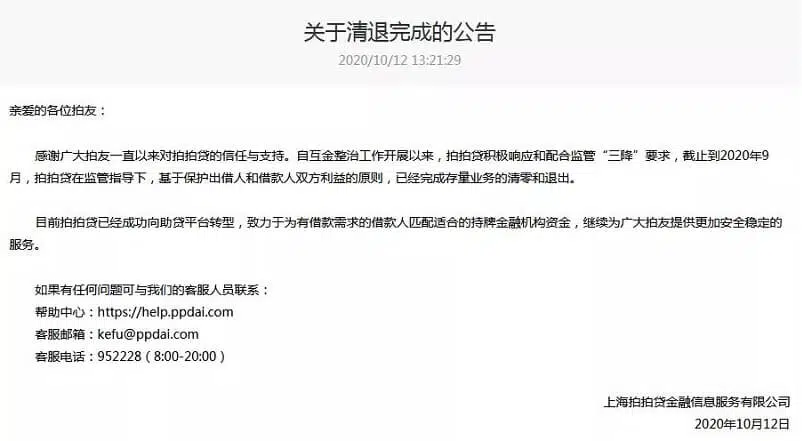 关于清退完成的公告
2020/10/12 13:21:29
亲爱的各位拍友：
感谢广大拍友一直以来对拍拍贷的信任与支持。自互金整治工作开展以来，拍拍贷积极响应和配合监管“三降”要求，截止到2020年9
月，拍拍贷在监管指导下，基于保护出借人和借款人双方利益的原则，已经完成存量业务的清零和退出。
目前拍拍贷已经成功向助贷平台转型，致力于为有借款需求的借款人匹配适合的持牌金融机构资金，继续为广大拍友提供更加安全稳定的
服务。
如果有任何问题可与我们的客服人员联系：
帮助中心：https://help.ppdai.com
客服邮箱：kefu@ppdai.com
客服电话：952228（8:00-20:00）
上海拍拍贷金融信息服务有限公司
2020年10月12日